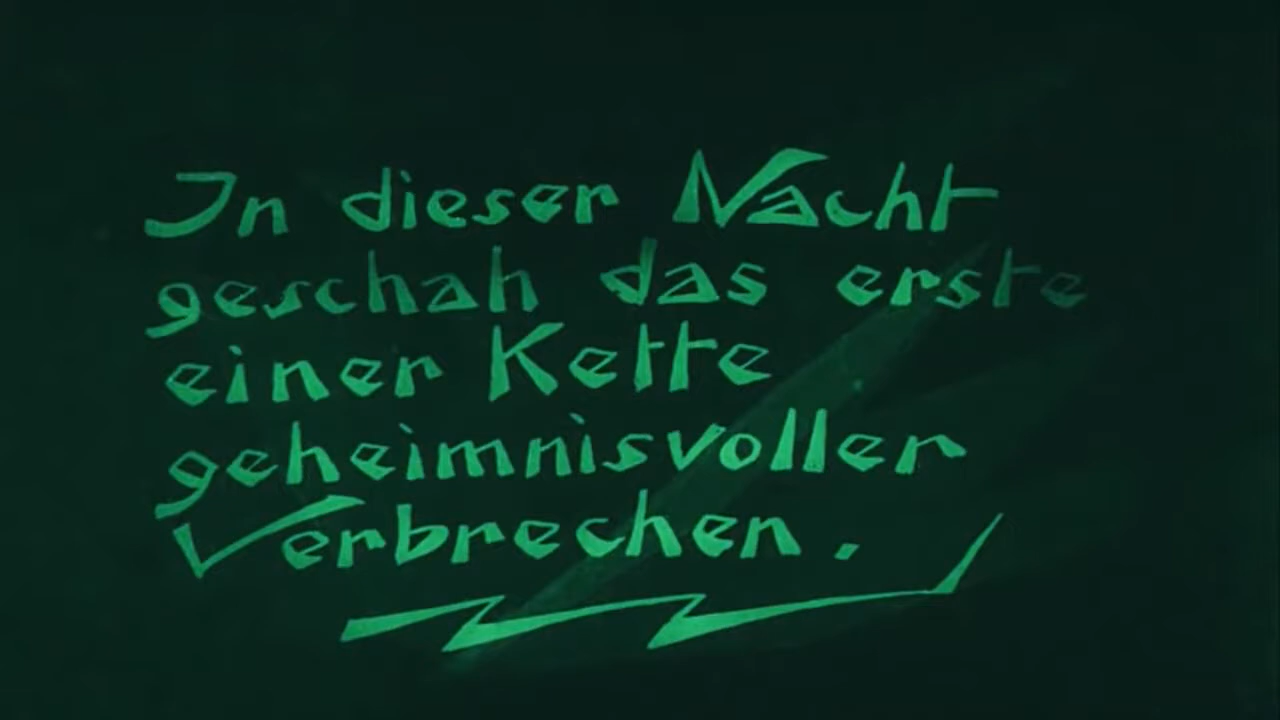 In dieser Nacht
geschah das erste
einer Kette
geheimnisvoller
Verbrechen.